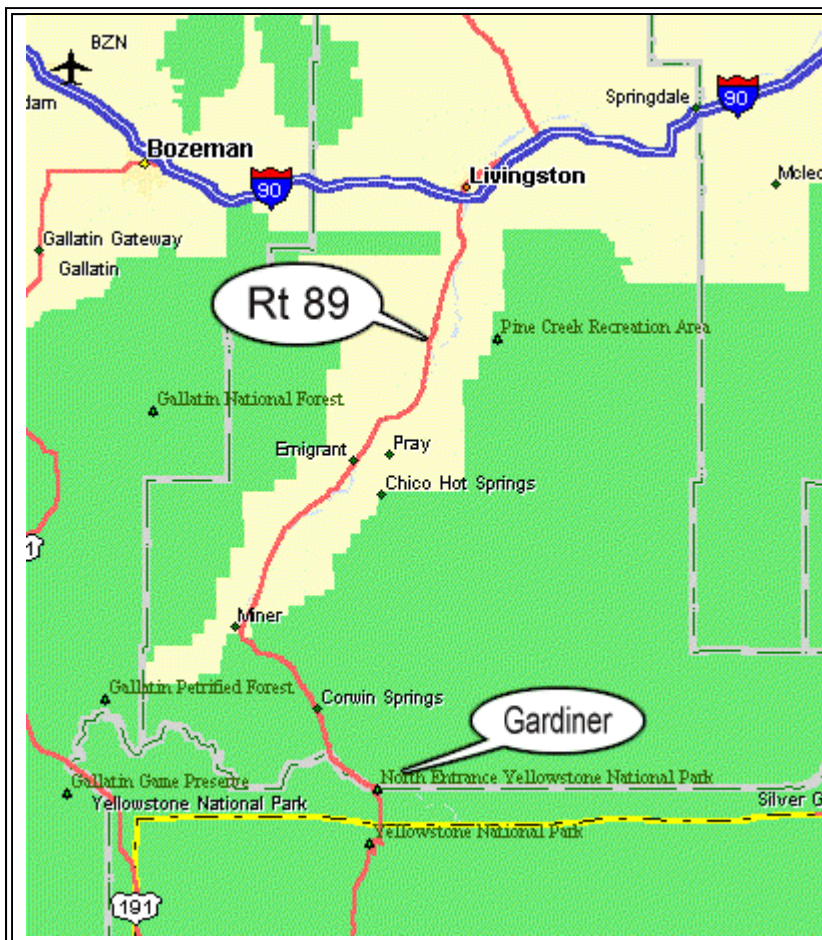 BZN
dam
Bozeman
90
Springdale
90
Livingston
Mcleo
Gallatin Gateway
Gallatin
Rt 89
Pine Creek Recreation Area
Gallatin National Forest
Emigrant
Pray
Chico Hot Springs
1
Miner
Gallatin Petrified Forest
Corwin Springs
Gardiner
Gallatin Game Preserve
North Entrance Yellowstone National Park
Yellowstone National Park
Silver G
Yellowstone National Park
191